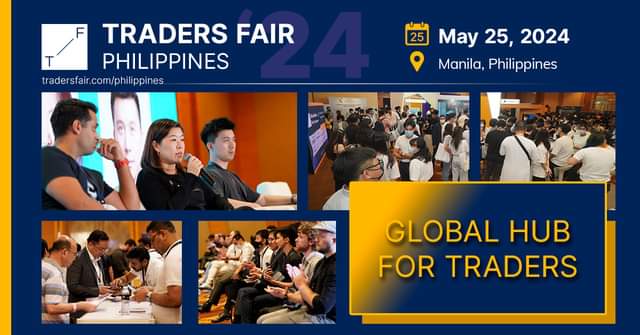 F
T
TRADERS FAIR
PHILIPPINES
'24
tradersfair.com/philippines
25
May 25, 2024
Manila, Philippines
GLOBAL HUB
FOR TRADERS